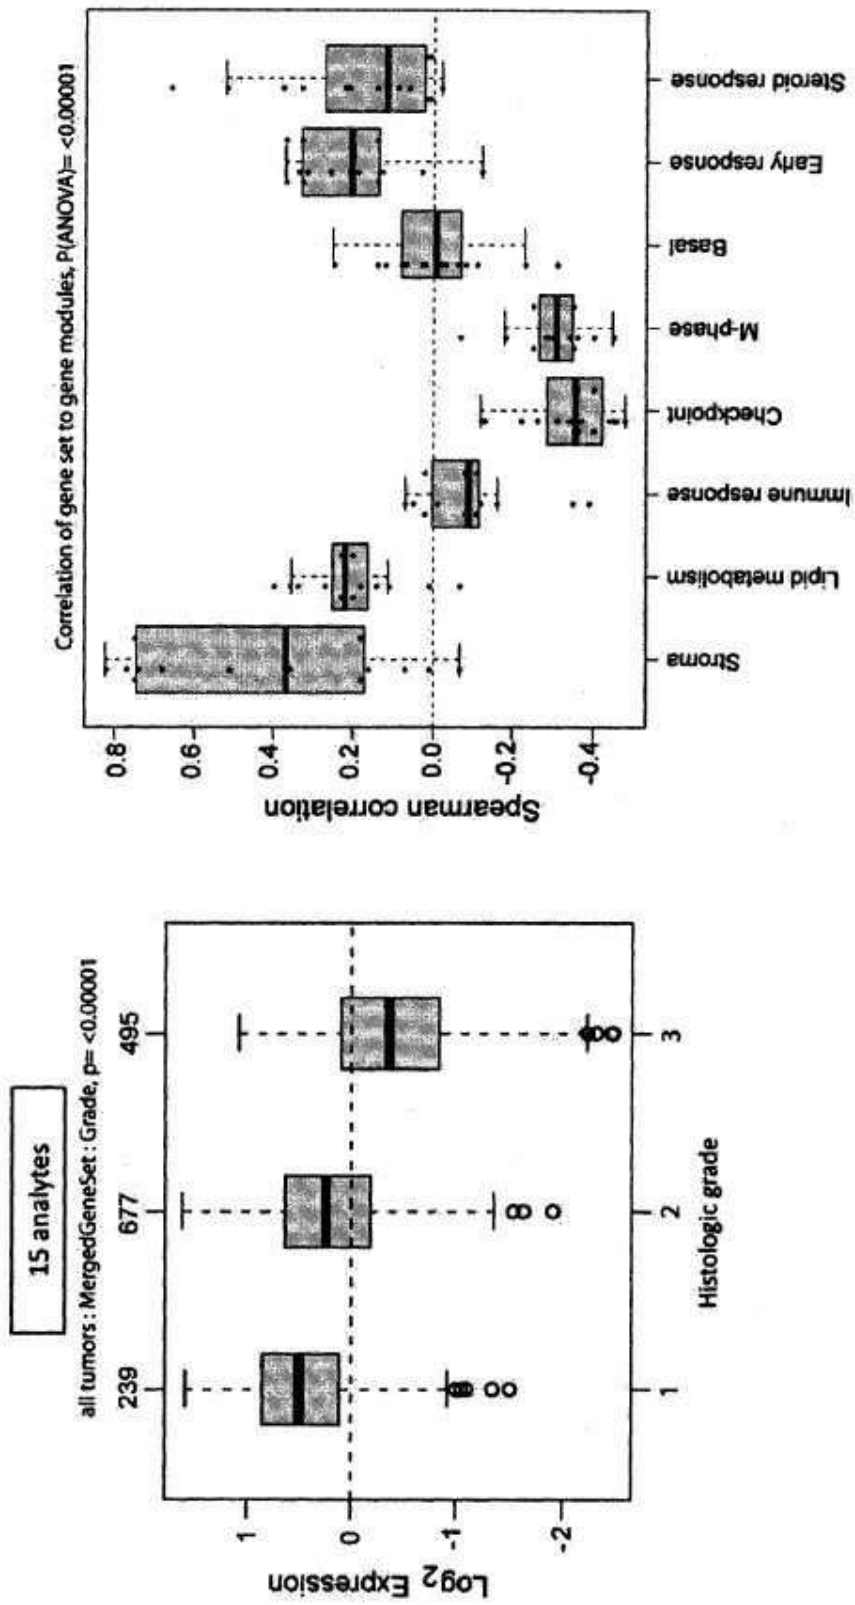 15 analytes
all tumors : MergedGeneSet : Grade, p= <0.00001
239 677 495
Log2 Expression
1
0
-1
-2
1 2 3
Histologic grade
Correlation of gene set to gene modules, P(ANOVA)= <0.00001
Spearman correlation
0.8
0.6
0.4
0.2
0.0
-0.2
-0.4
Stroma
Lipid metabolism
Immune response
Checkpoint
M-phase
Basal
Early response
Steroid response